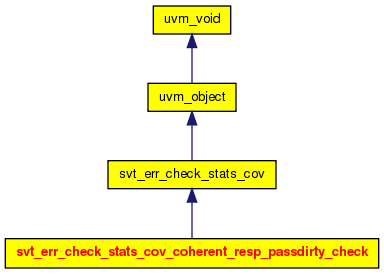 uvm_void
uvm_object
svt_err_check_stats_cov
svt_err_check_stats_cov_coherent_resp_passdirty_check